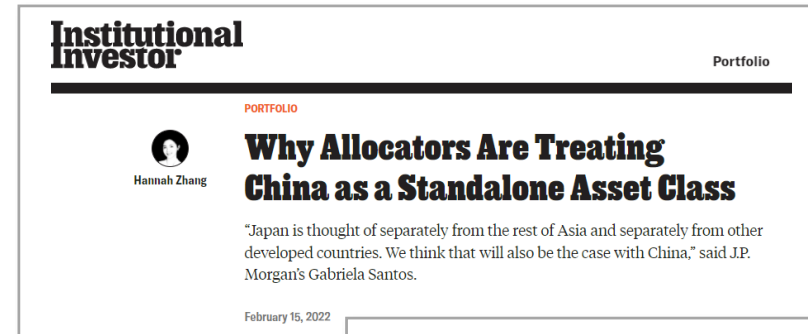 Institutional
Investor
Portfolio
PORTFOLIO
Hannah Zhang
Why Allocators Are Treating
China as a Standalone Asset Class
“Japan is thought of separately from the rest of Asia and separately from other
developed countries. We think that will also be the case with China,” said J.P.
Morgan’s Gabriela Santos.
February 15, 2022